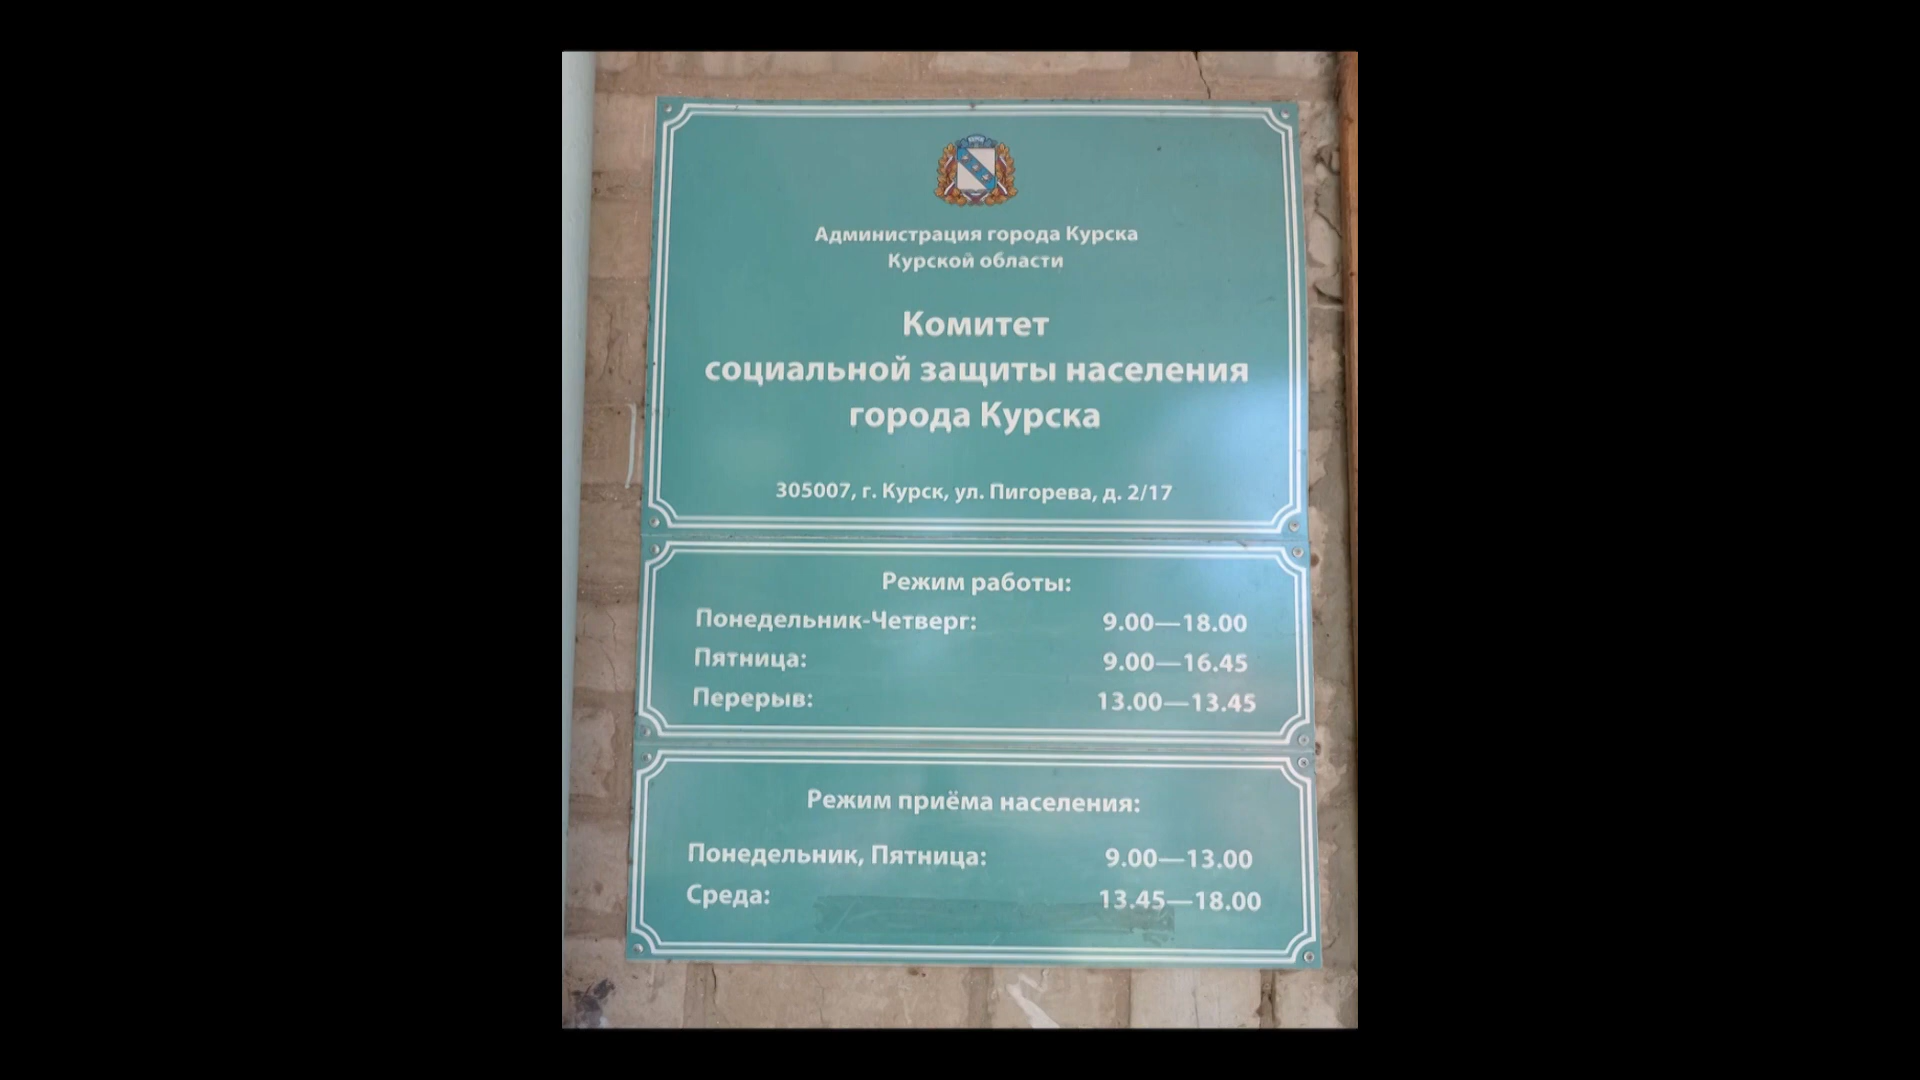 Администрация города Курска
Курской области
Комитет
социальной защиты населения
города Курска
305007, г. Курск, ул. Пигорева, д. 2/17
Режим работы:
Понедельник-Четверг: 9.00—18.00
Пятница: 9.00—16.45
Перерыв: 13.00—13.45
Режим приёма населения:
Понедельник, Пятница: 9.00—13.00
Среда: 13.45—18.00